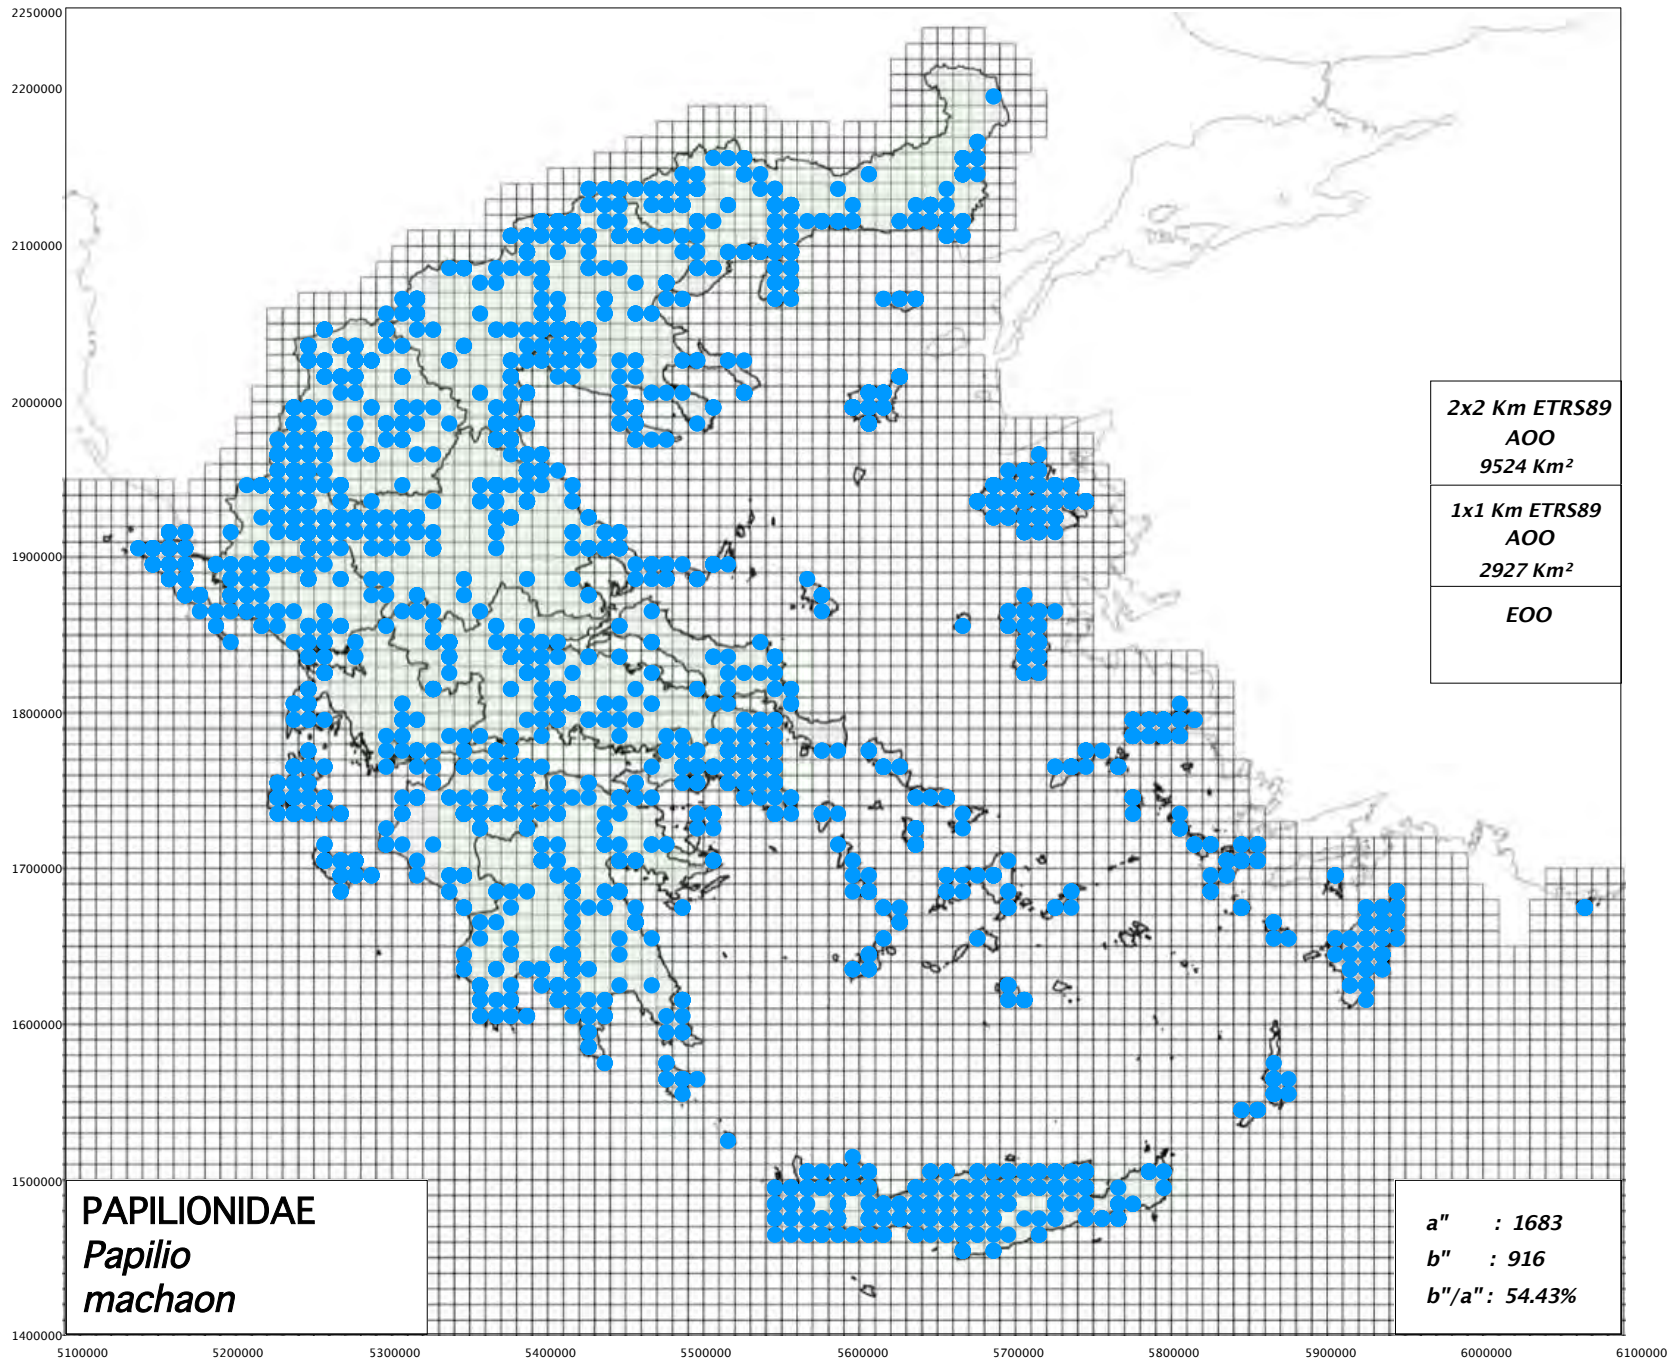 2250000
2200000
2100000
2000000
1900000
1800000
1700000
1600000
1500000
1400000
2x2 Km ETRS89
AOO
9524 Km²
1x1 Km ETRS89
AOO
2927 Km²
EOO
PAPILIONIDAE
Papilio
machaon
a" : 1683
b" : 916
b"/a" : 54.43%
5100000 5200000 5300000 5400000 5500000 5600000 5700000 5800000 5900000 6000000 6100000